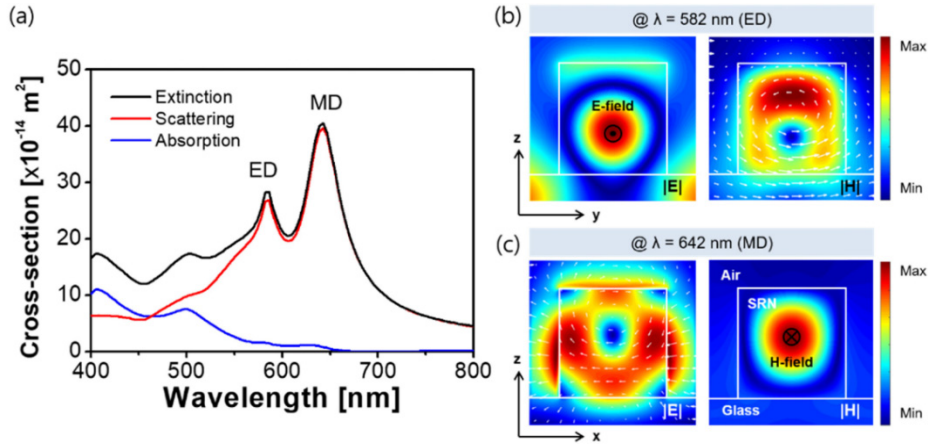 (a)
Cross-section [x10⁻¹⁴ m²]
50
40
30
20
10
0
Extinction
Scattering
Absorption
ED
MD
400
500
600
700
800
Wavelength [nm]
(b)
@ λ = 582 nm (ED)
E-field
|E|
|H|
z
y
Max
Min
(c)
@ λ = 642 nm (MD)
|E|
Air
SRN
H-field
Glass
|H|
z
x
Max
Min